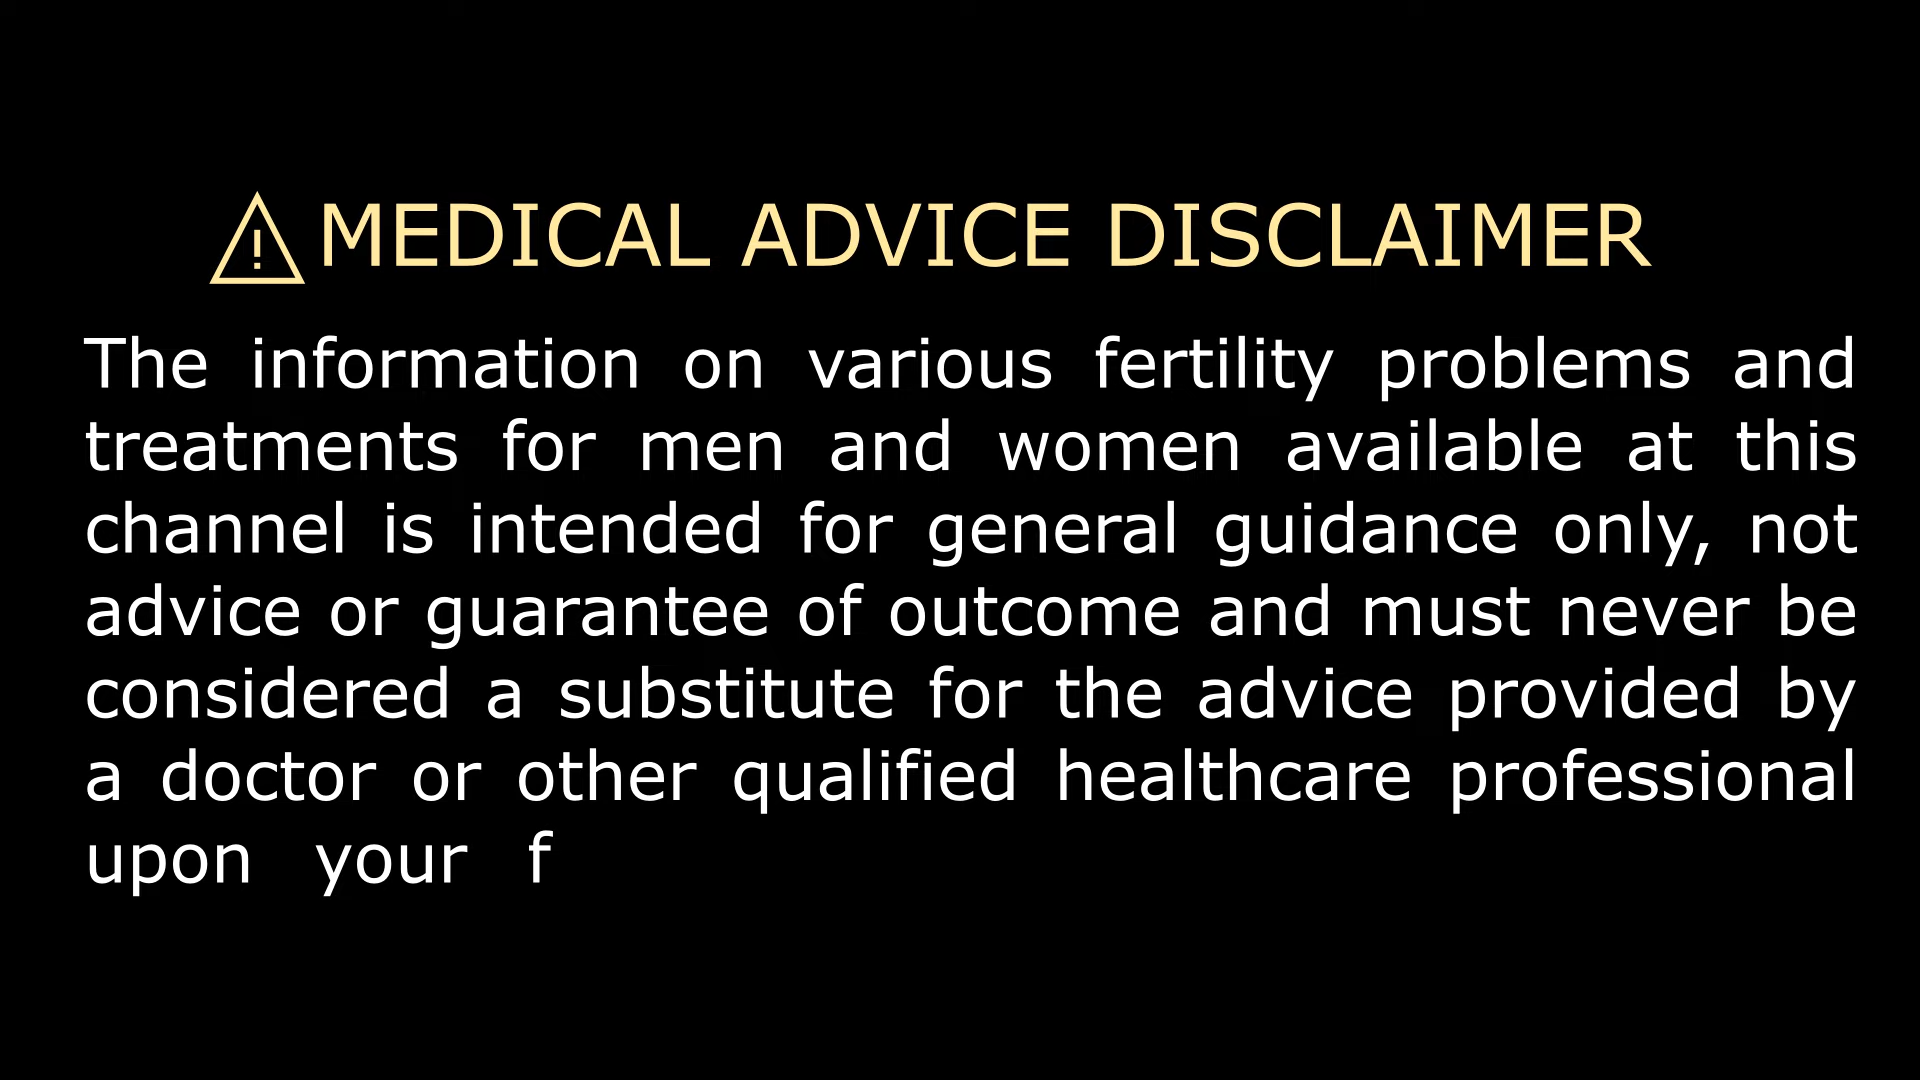 ⚠MEDICAL ADVICE DISCLAIMER
The information on various fertility problems and
treatments for men and women available at this
channel is intended for general guidance only, not
advice or guarantee of outcome and must never be
considered a substitute for the advice provided by
a doctor or other qualified healthcare professional
upon your f